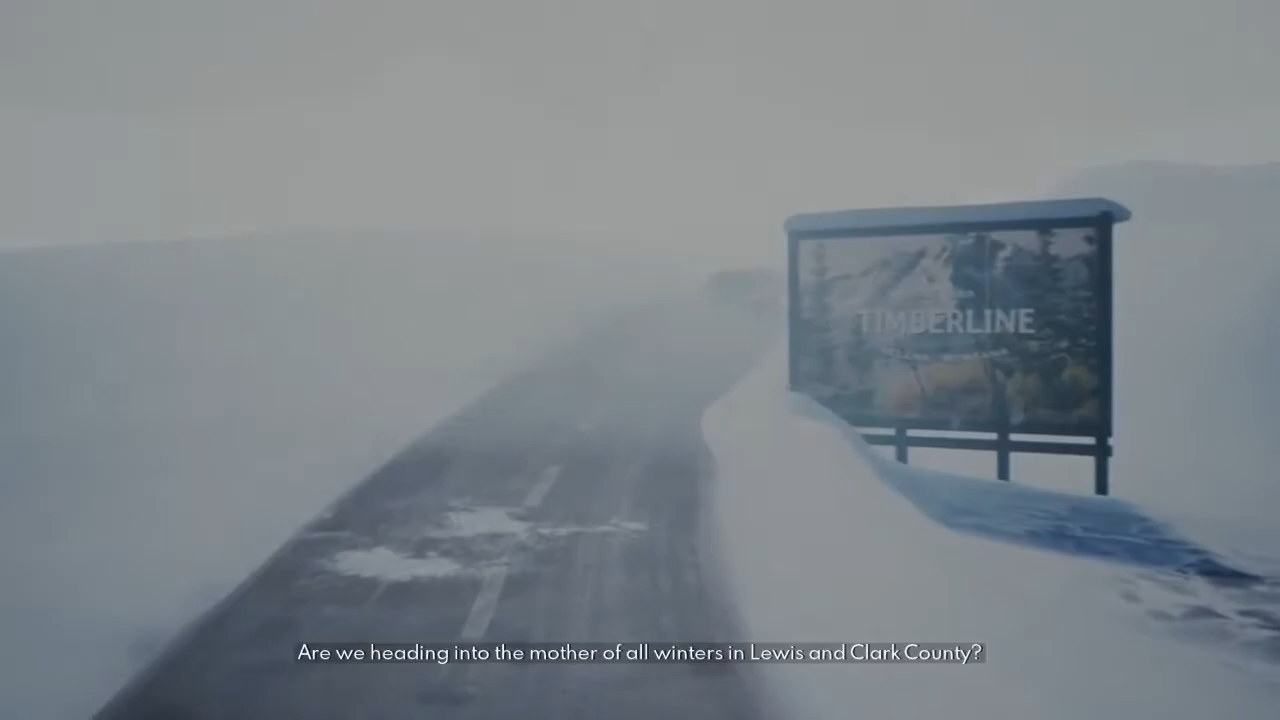 TIMBERLINE
Are we heading into the mother of all winters in Lewis and Clark County?